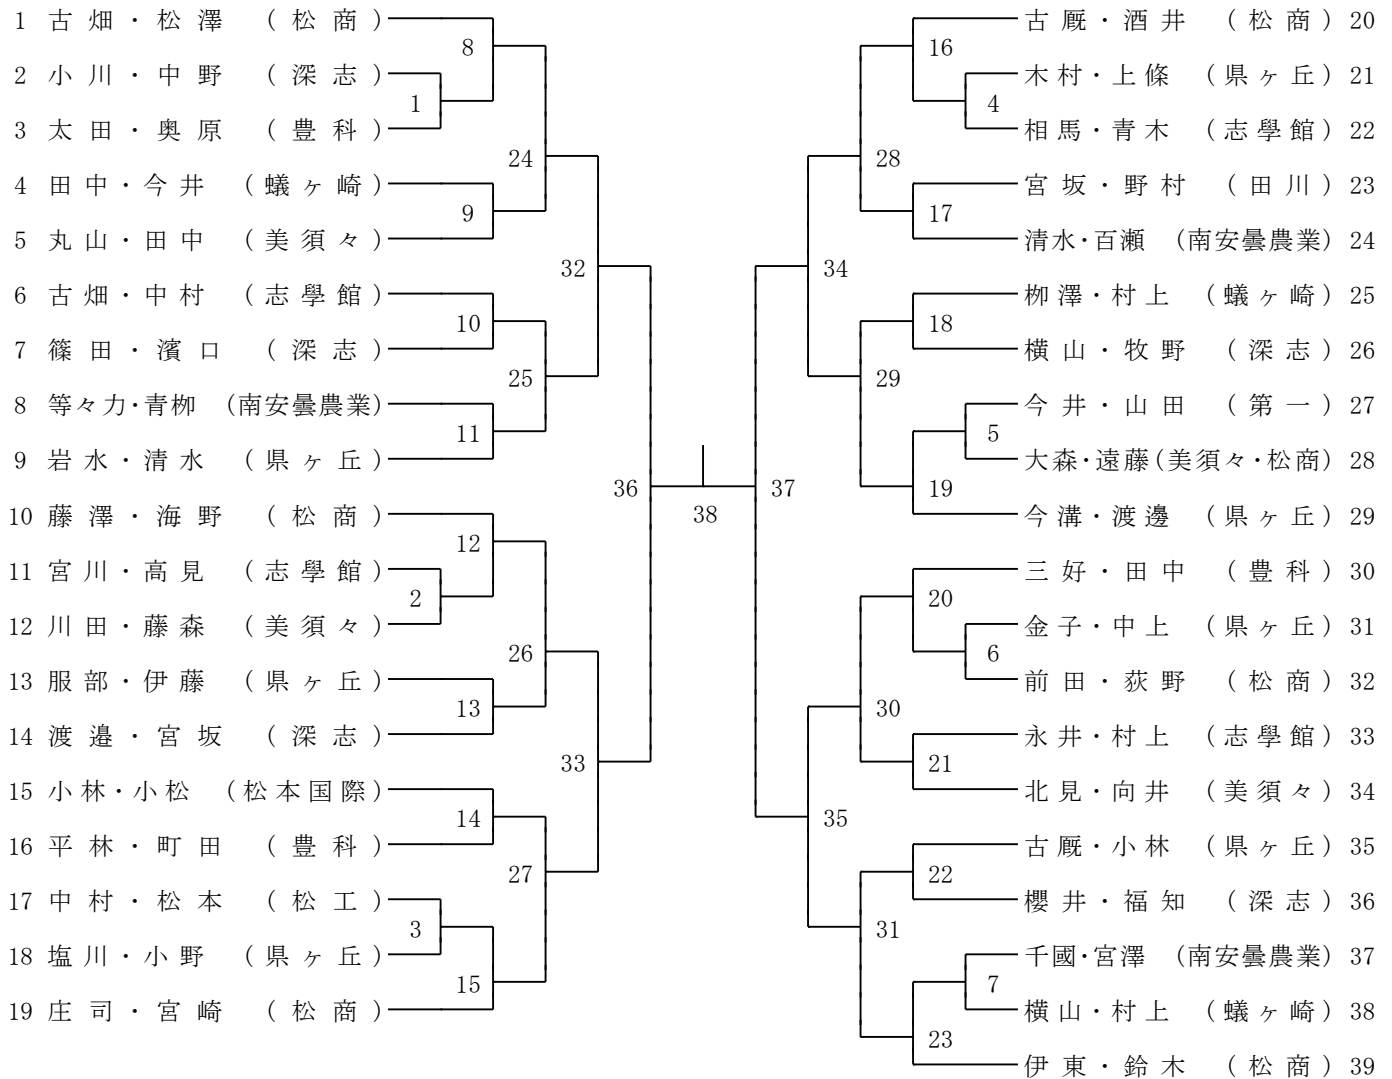 1 古畑・松澤 (松商)
2 小川・中野 (深志)
3 太田・奥原 (豊科)
4 田中・今井 (蟻ヶ崎)
5 丸山・田中 (美須々)
6 古畑・中村 (志學館)
7 篠田・濱口 (深志)
8 等々力・青栁 (南安曇農業)
9 岩水・清水 (県ヶ丘)
10 藤澤・海野 (松商)
11 宮川・高見 (志學館)
12 川田・藤森 (美須々)
13 服部・伊藤 (県ヶ丘)
14 渡邉・宮坂 (深志)
15 小林・小松 (松本国際)
16 平林・町田 (豊科)
17 中村・松本 (松工)
18 塩川・小野 (県ヶ丘)
19 庄司・宮崎 (松商)
8
1
24
9
32
10
25
11
36
12
2
26
13
33
14
27
3
15
38
37
16
4
28
17
34
18
29
5
19
20
6
30
21
35
22
31
7
23
古厩・酒井 (松商) 20
木村・上條 (県ヶ丘) 21
相馬・青木 (志學館) 22
宮坂・野村 (田川) 23
清水・百瀬 (南安曇農業) 24
栁澤・村上 (蟻ヶ崎) 25
横山・牧野 (深志) 26
今井・山田 (第一) 27
大森・遠藤(美須々・松商) 28
今溝・渡邊 (県ヶ丘) 29
三好・田中 (豊科) 30
金子・中上 (県ヶ丘) 31
前田・荻野 (松商) 32
永井・村上 (志學館) 33
北見・向井 (美須々) 34
古厩・小林 (県ヶ丘) 35
櫻井・福知 (深志) 36
千國・宮澤 (南安曇農業) 37
横山・村上 (蟻ヶ崎) 38
伊東・鈴木 (松商) 39